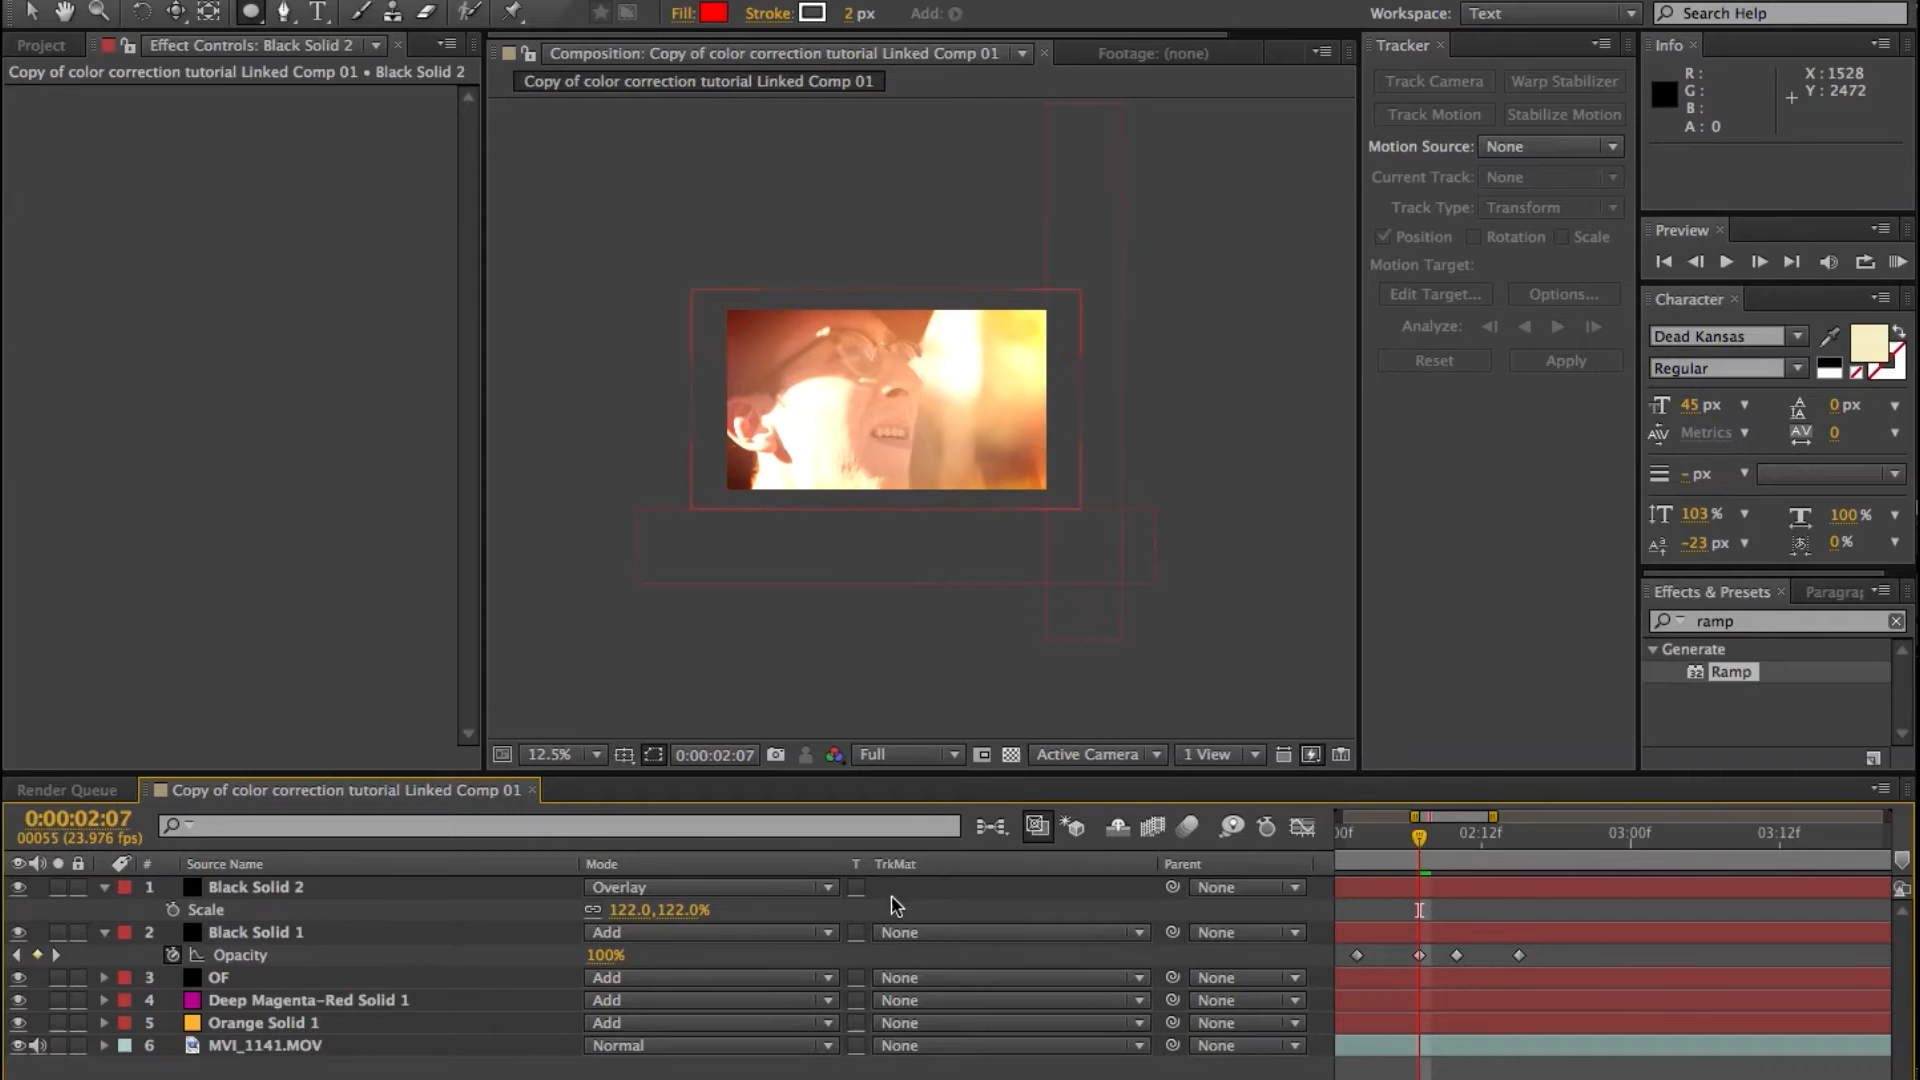 Fill: Stroke: 2 px Add: Workspace: Text Search Help
Project Effect Controls: Black Solid 2
Copy of color correction tutorial Linked Comp 01 • Black Solid 2
Composition: Copy of color correction tutorial Linked Comp 01 Footage: (none)
Copy of color correction tutorial Linked Comp 01
Tracker
Track Camera Warp Stabilizer
Track Motion Stabilize Motion
Motion Source: None
Current Track: None
Track Type: Transform
Position Rotation Scale
Motion Target:
Edit Target... Options...
Analyze:
Reset Apply
Info
R: X: 1528
G: Y: 2472
B:
A: 0
Preview
Character
Dead Kansas
Regular
45 px 0 px
Metrics 0
- px
103 % 100 %
-23 px 0 %
Effects & Presets Paragrap
ramp
Generate
32 Ramp
12.5% 0:00:02:07 Full Active Camera 1 View
Render Queue Copy of color correction tutorial Linked Comp 01
0:00:02:07
00055 (23.976 fps)
00f 02:12f 03:00f 03:12f
# Source Name Mode T TrkMat Parent
1 Black Solid 2 Overlay None
Scale 122.0,122.0%
2 Black Solid 1 Add None None
Opacity 100%
3 OF Add None None
4 Deep Magenta-Red Solid 1 Add None None
5 Orange Solid 1 Add None None
6 MVI_1141.MOV Normal None None